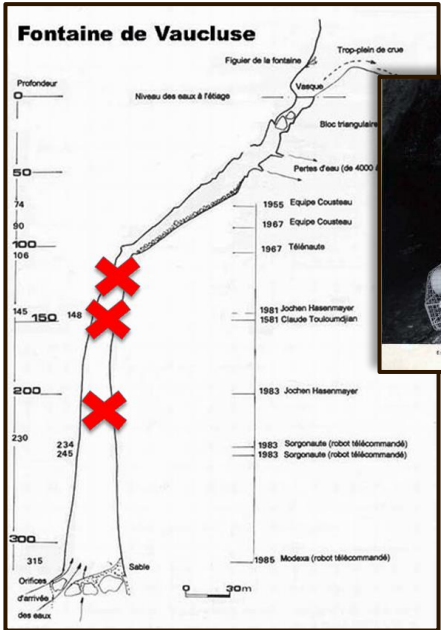 Fontaine de Vaucluse
Trop-plein de crue
Figuier de la fontaine
Profondeur
Vasque
0
Niveau des eaux à l'étiage
Bloc triangulaire
50
Pertes d'eau (de 4000
74
1955 Equipe Cousteau
90
1967 Equipe Cousteau
100
106
1967 Télénaute
145
148
1981 Jochen Hasenmayer
150
1581 Claude Touloumdjian
200
1983 Jochen Hasenmayer
230
234
1983 Sorgonaute (robot télécommandé)
245
1983 Sorgonaute (robot télécommandé)
300
315
1985 Modexa (robot télécommandé)
Sable
Orifices
d'arrivée
des eaux
0 30m